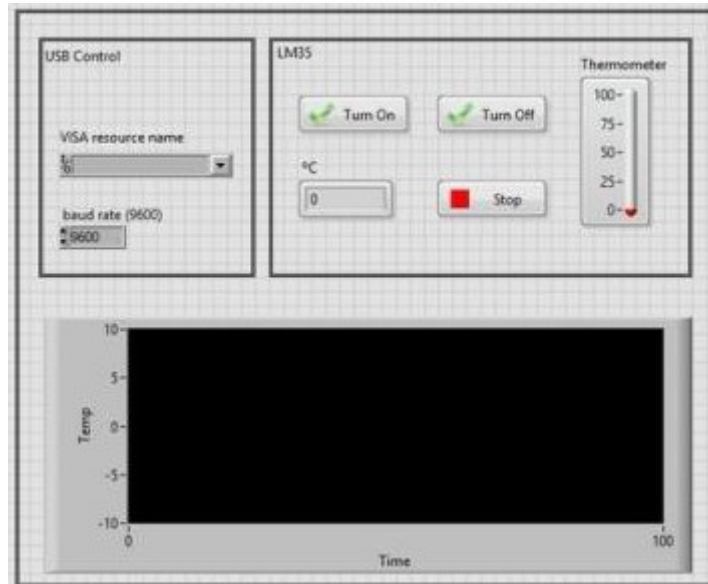 USB Control
VISA resource name
baud rate (9600)
9600
LM35
Turn On
Turn Off
°C
0
Stop
Thermometer
100-
75-
50-
25-
0-
10-
5-
0-
-5-
-10-
Temp
0
100
Time